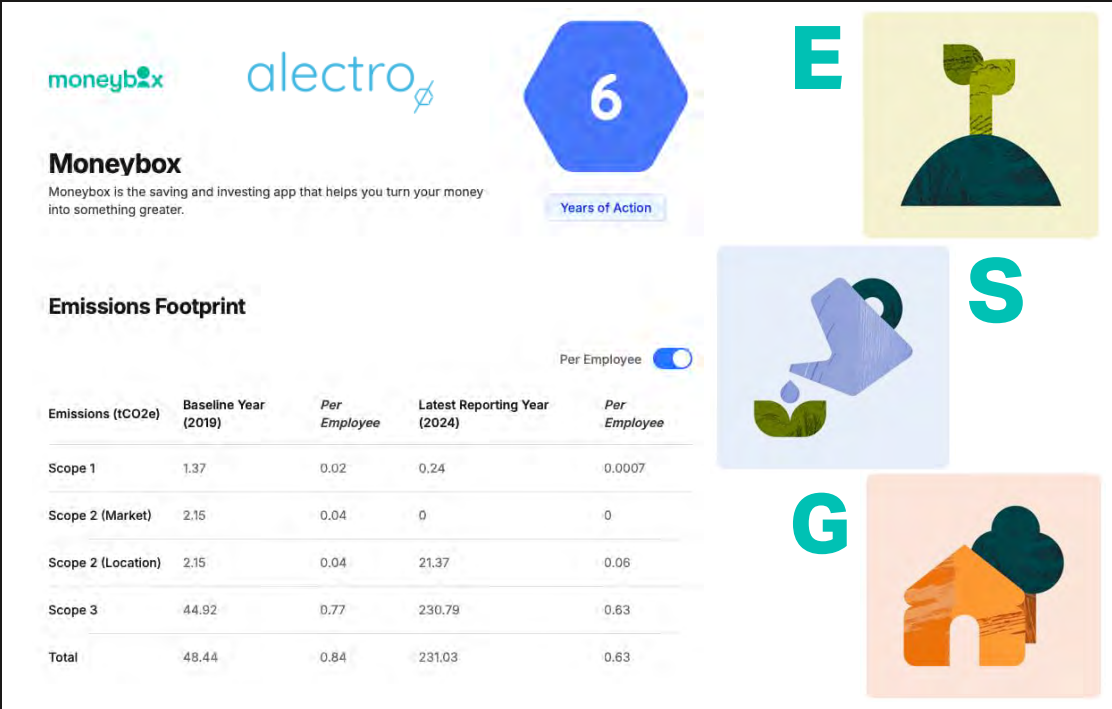 moneybox
alectro
6
E
Moneybox
Moneybox is the saving and investing app that helps you turn your money
into something greater.
Years of Action
S
Emissions Footprint
Per Employee
Emissions (tCO2e) Baseline Year (2019) Per Employee Latest Reporting Year (2024) Per Employee
Scope 1 1.37 0.02 0.24 0.0007
Scope 2 (Market) 2.15 0.04 0 0
Scope 2 (Location) 2.15 0.04 21.37 0.06
Scope 3 44.92 0.77 230.79 0.63
Total 48.44 0.84 231.03 0.63
G